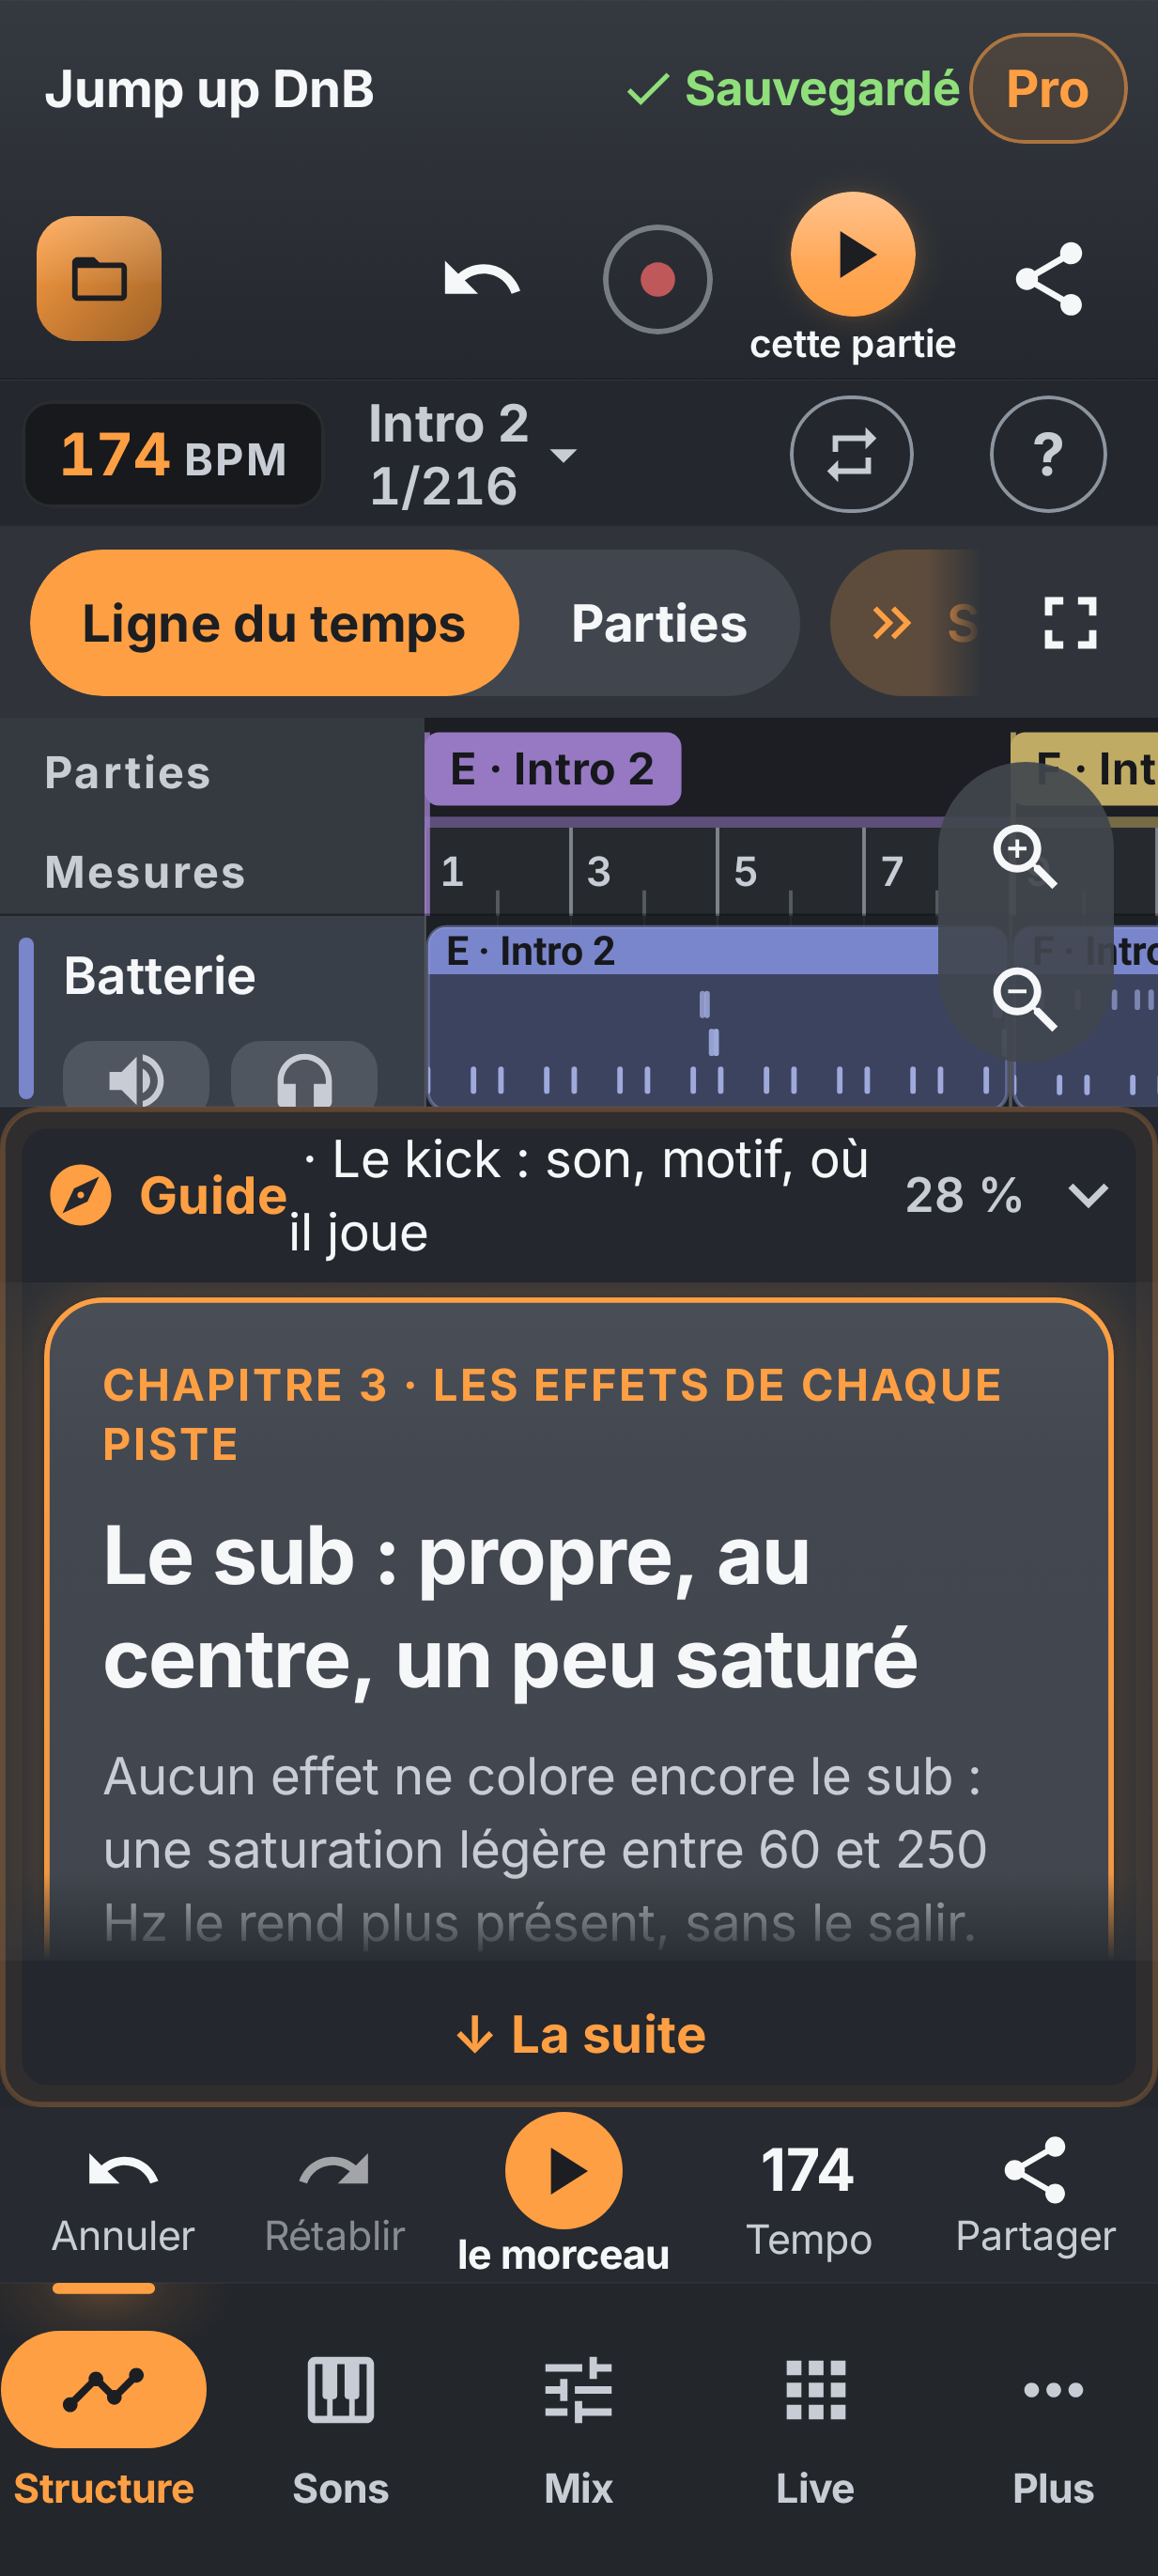 Jump up DnB
Sauvegardé
Pro
cette partie
174 BPM
Intro 2
1/216
?
Ligne du temps
Parties
Parties
E · Intro 2
Mesures
1
3
5
7
Batterie
E · Intro 2
Guide
· Le kick : son, motif, où
il joue
28 %
CHAPITRE 3 · LES EFFETS DE CHAQUE
PISTE
Le sub : propre, au
centre, un peu saturé
Aucun effet ne colore encore le sub :
une saturation légère entre 60 et 250
Hz le rend plus présent, sans le salir.
↓ La suite
Annuler
Rétablir
le morceau
174
Tempo
Partager
Structure
Sons
Mix
Live
Plus